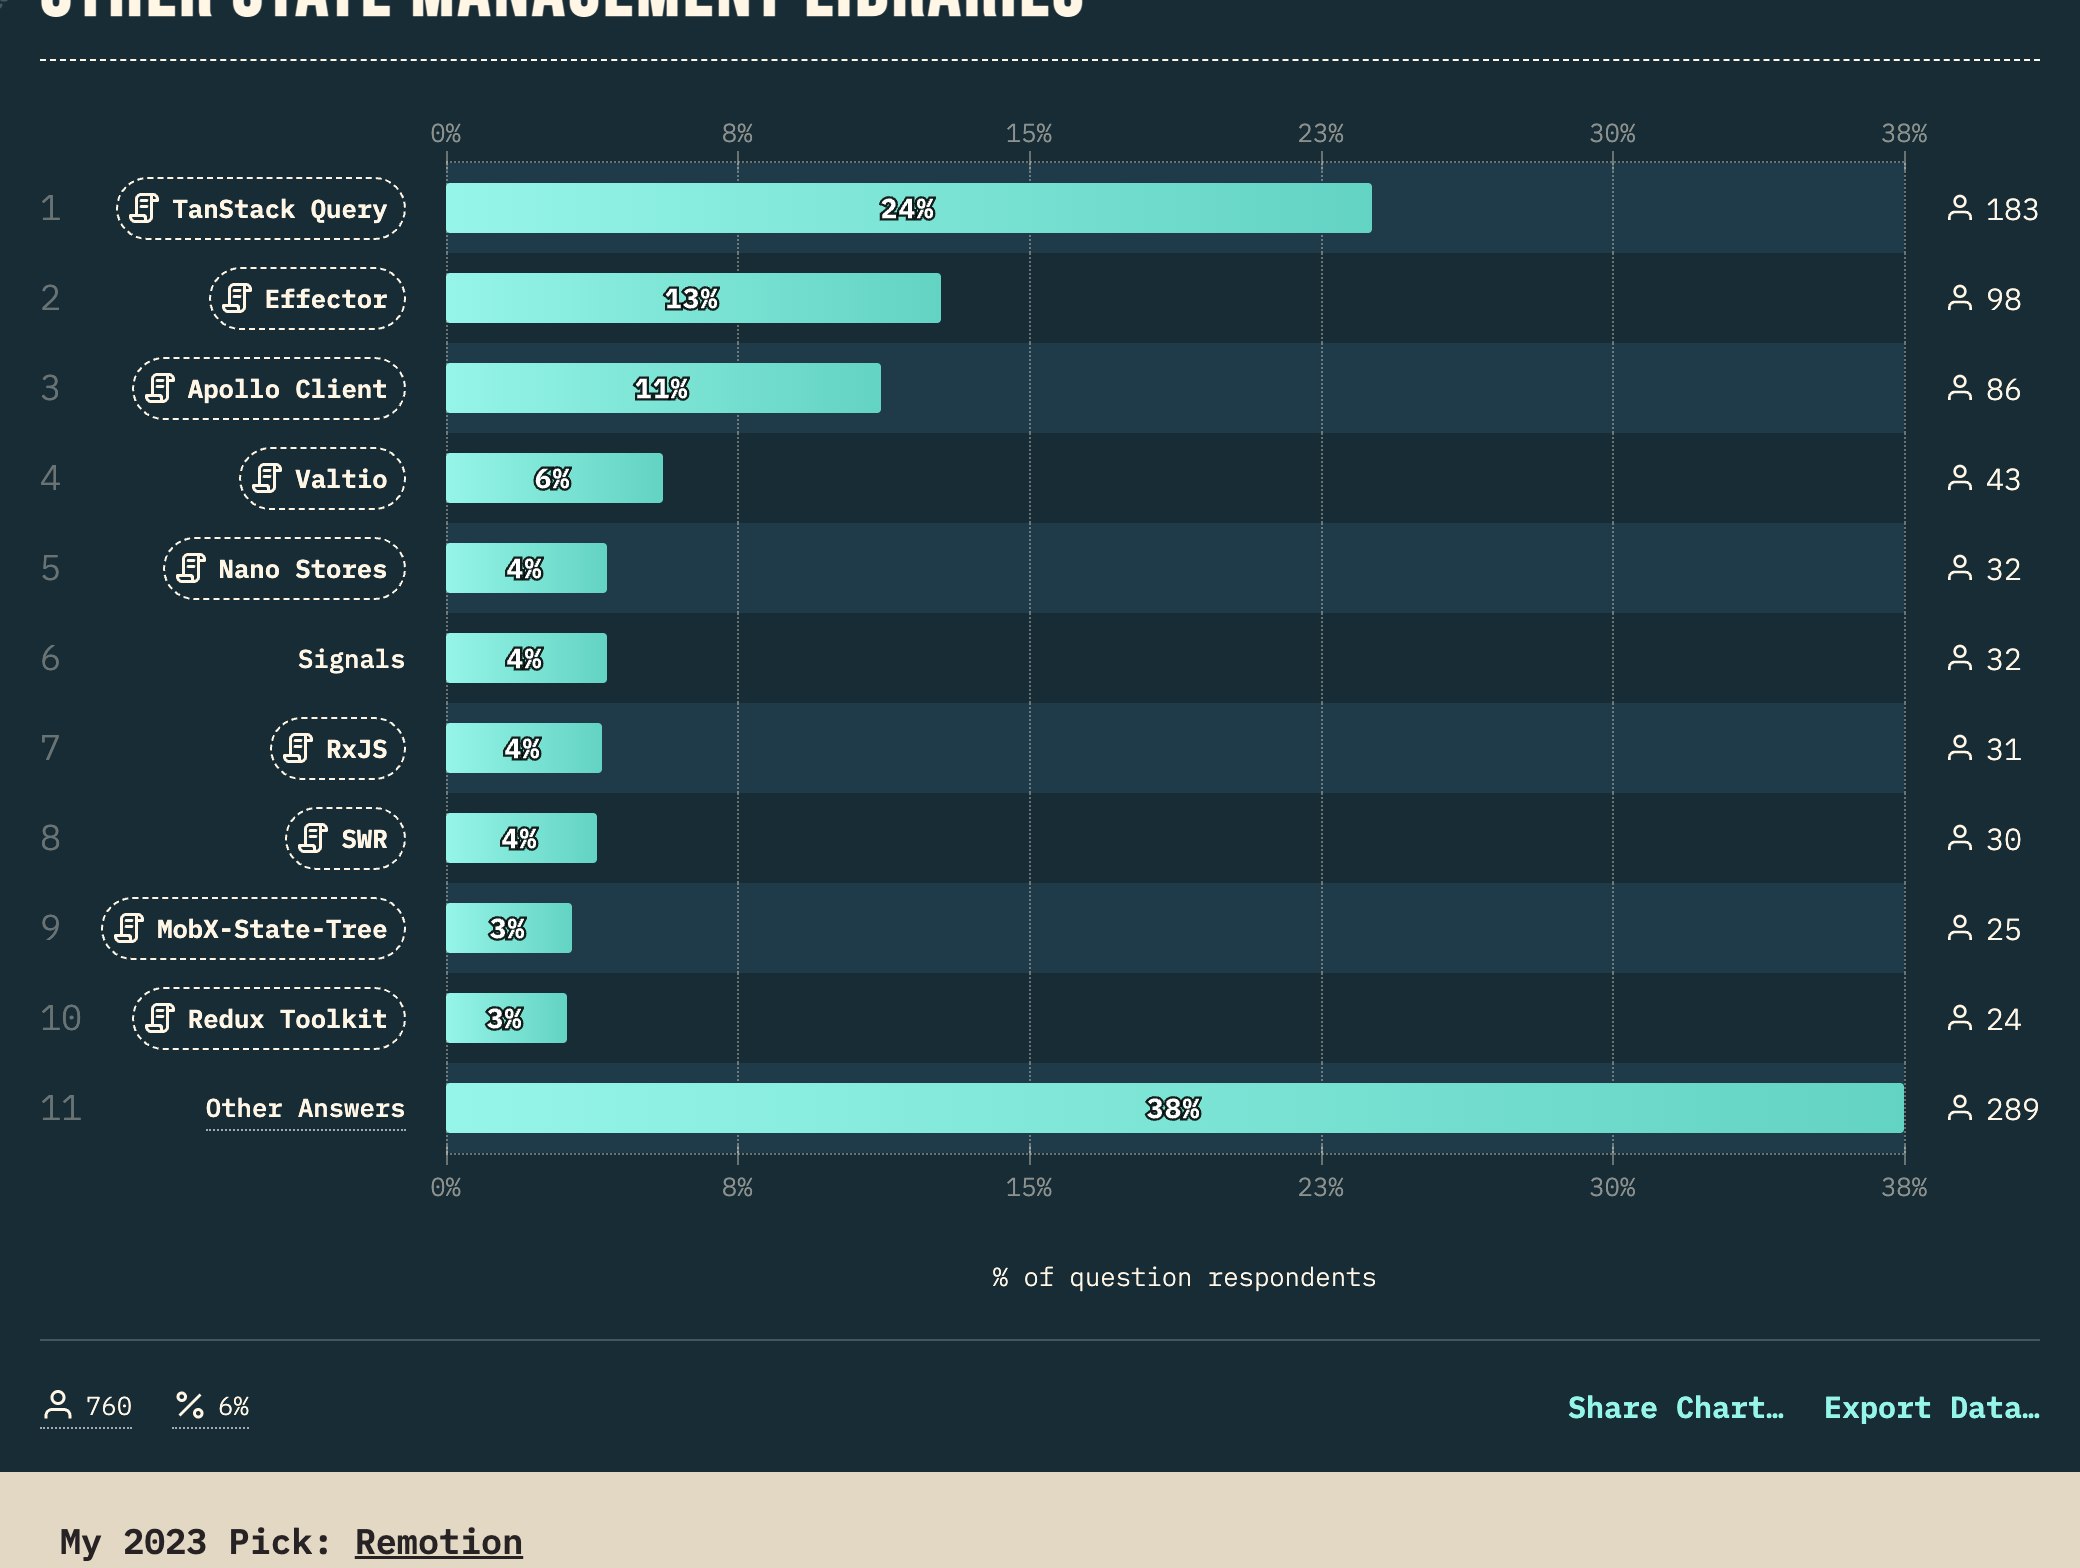 OTHER STATE MANAGEMENT LIBRARIES
0% 8% 15% 23% 30% 38%
1 TanStack Query 24% 183
2 Effector 13% 98
3 Apollo Client 11% 86
4 Valtio 6% 43
5 Nano Stores 4% 32
6 Signals 4% 32
7 RxJS 4% 31
8 SWR 4% 30
9 MobX-State-Tree 3% 25
10 Redux Toolkit 3% 24
11 Other Answers 38% 289
0% 8% 15% 23% 30% 38%
% of question respondents
760 % 6% Share Chart… Export Data…
My 2023 Pick: Remotion